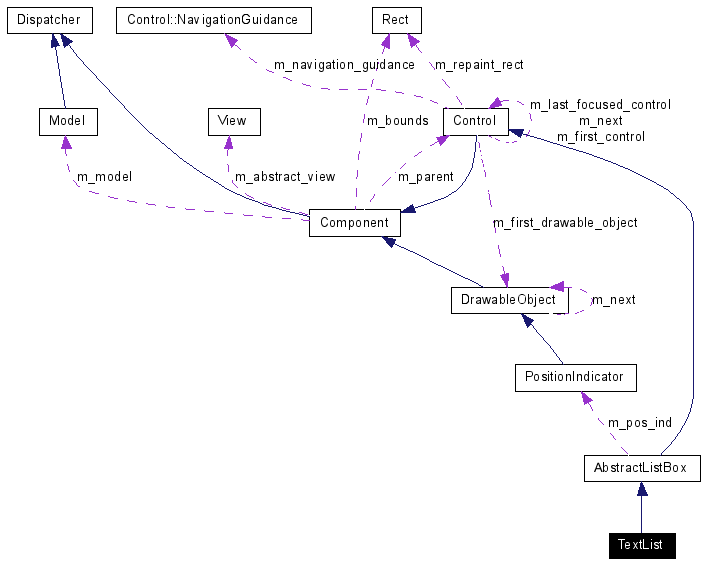 Dispatcher
Control::NavigationGuidance
Rect
m_navigation_guidance
m_repaint_rect
m_last_focused_control
m_next
m_first_control
Model
View
m_bounds
Control
m_model
m_abstract_view
m_parent
Component
m_first_drawable_object
DrawableObject
m_next
PositionIndicator
m_pos_ind
AbstractListBox
TextList